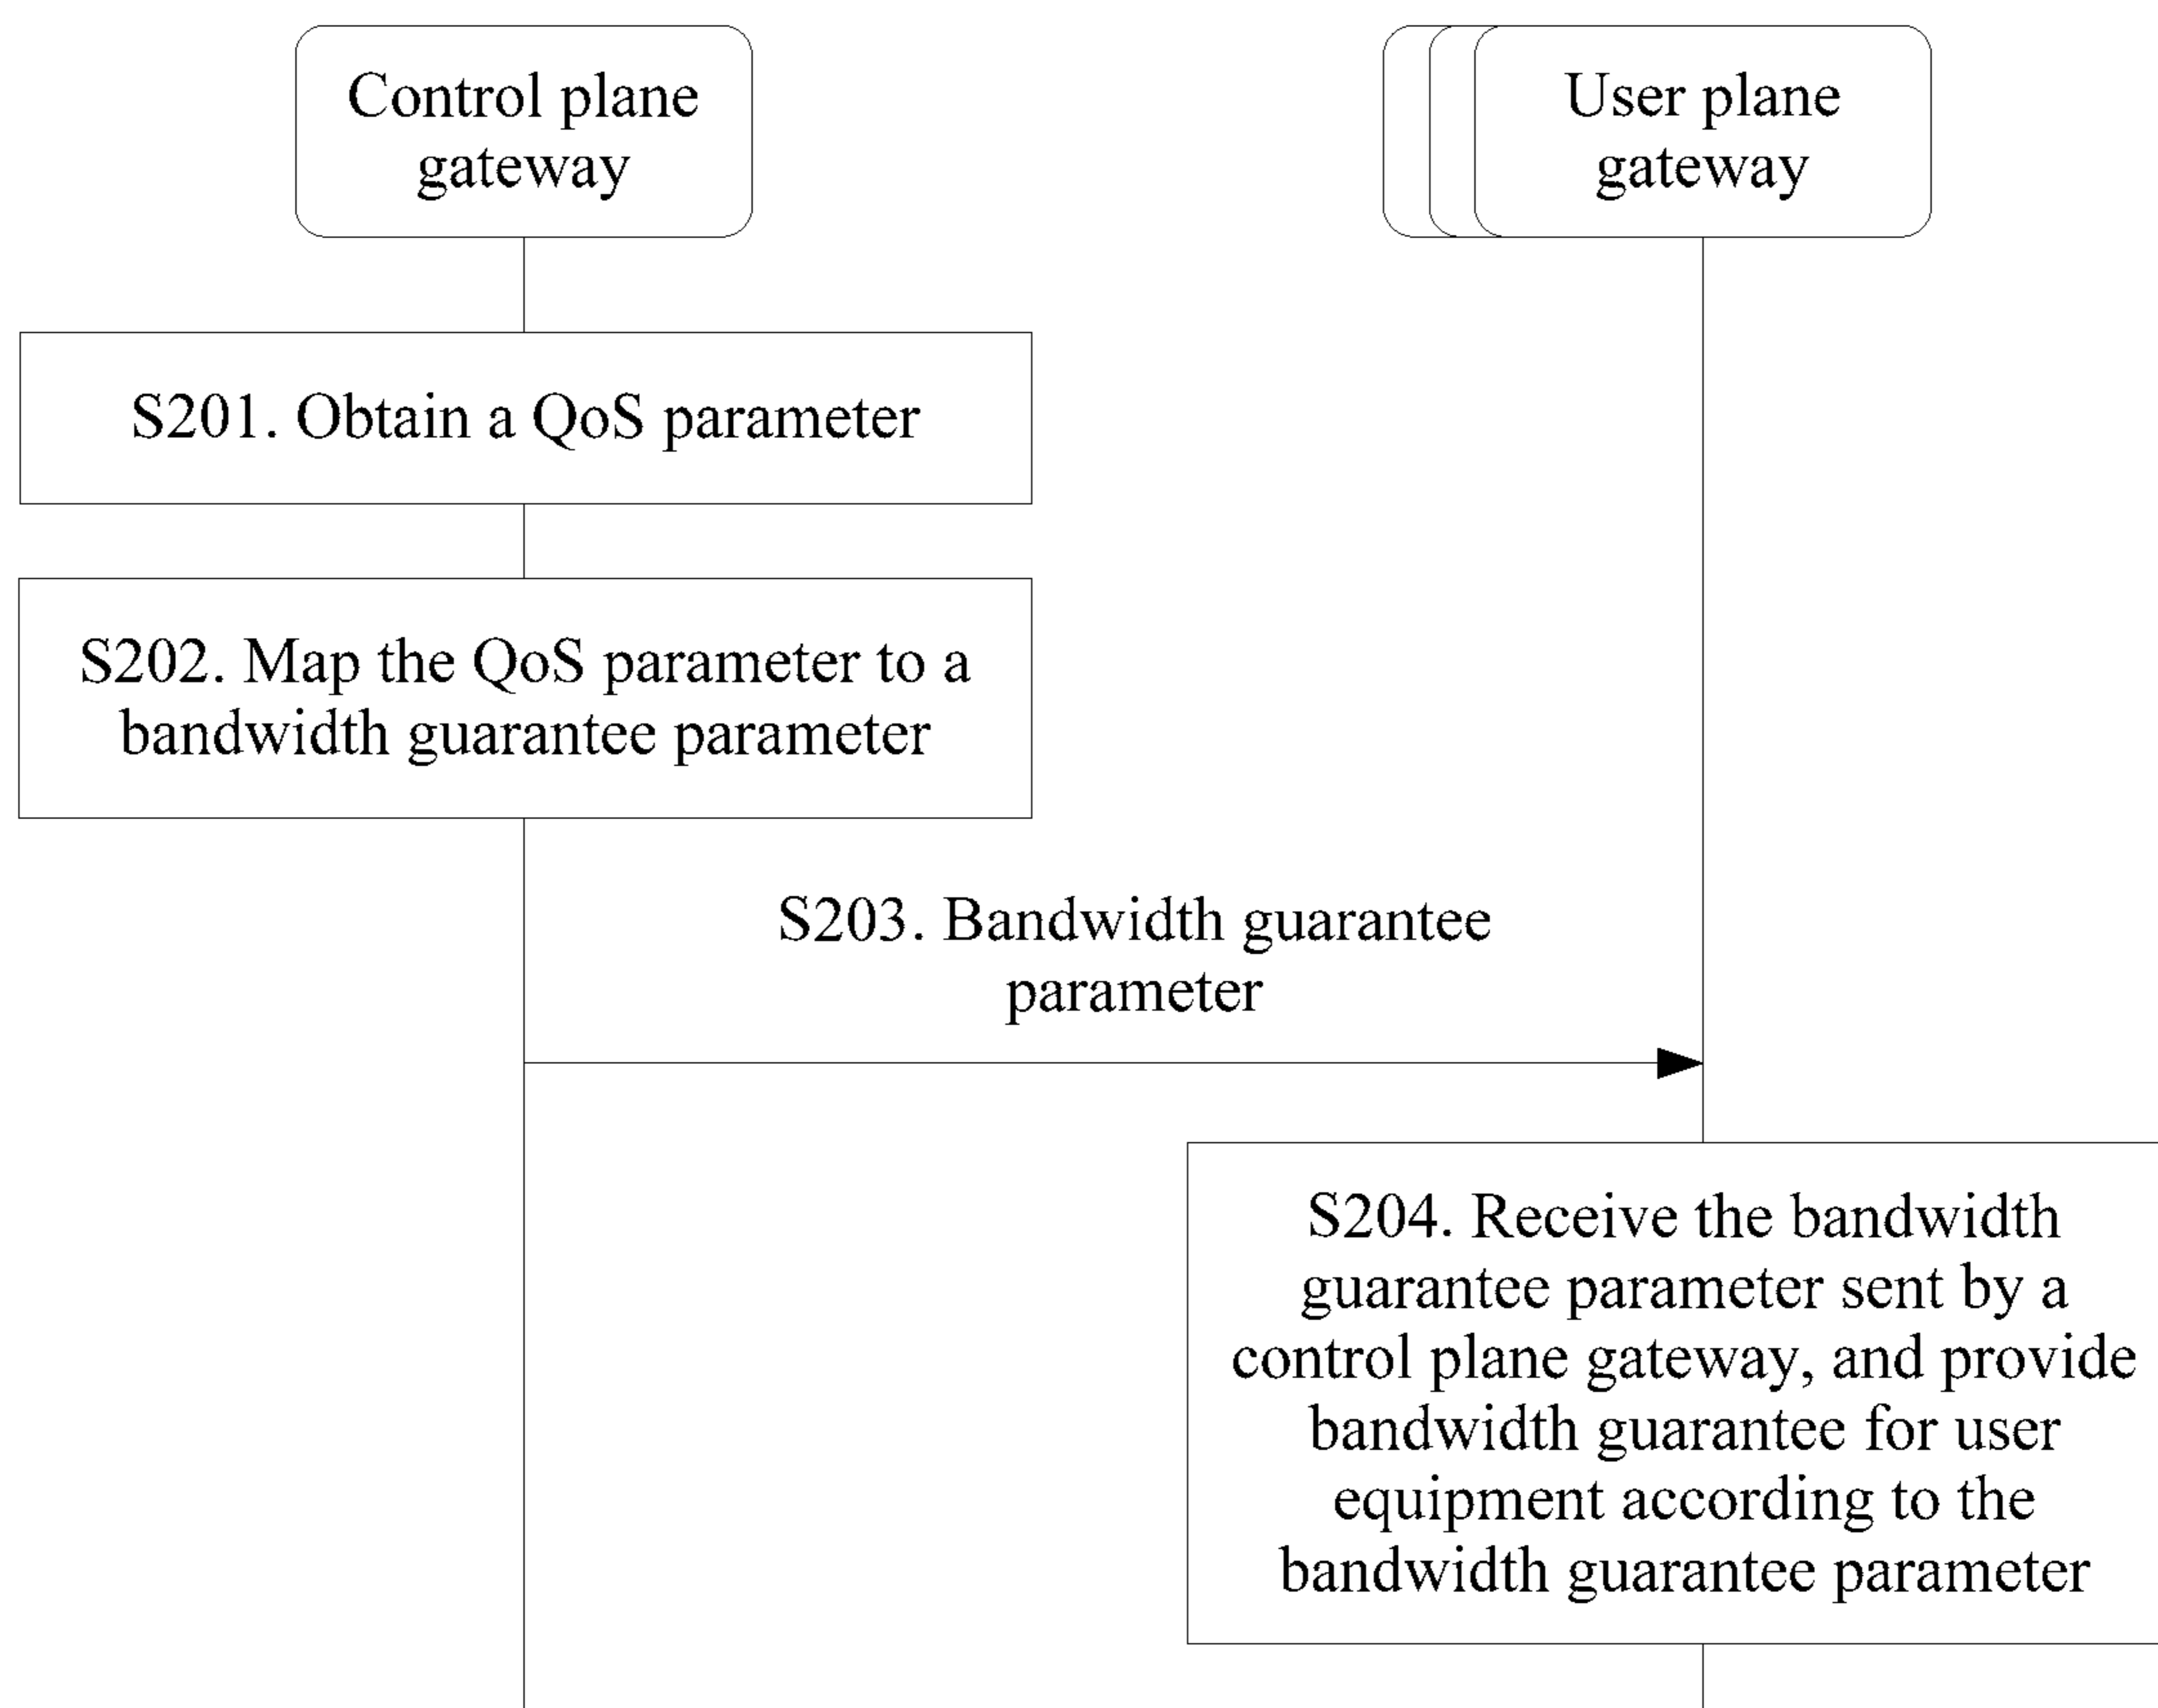 Control plane
gateway
User plane
gateway
S201. Obtain a QoS parameter
S202. Map the QoS parameter to a
bandwidth guarantee parameter
S203. Bandwidth guarantee
parameter
S204. Receive the bandwidth
guarantee parameter sent by a
control plane gateway, and provide
bandwidth guarantee for user
equipment according to the
bandwidth guarantee parameter